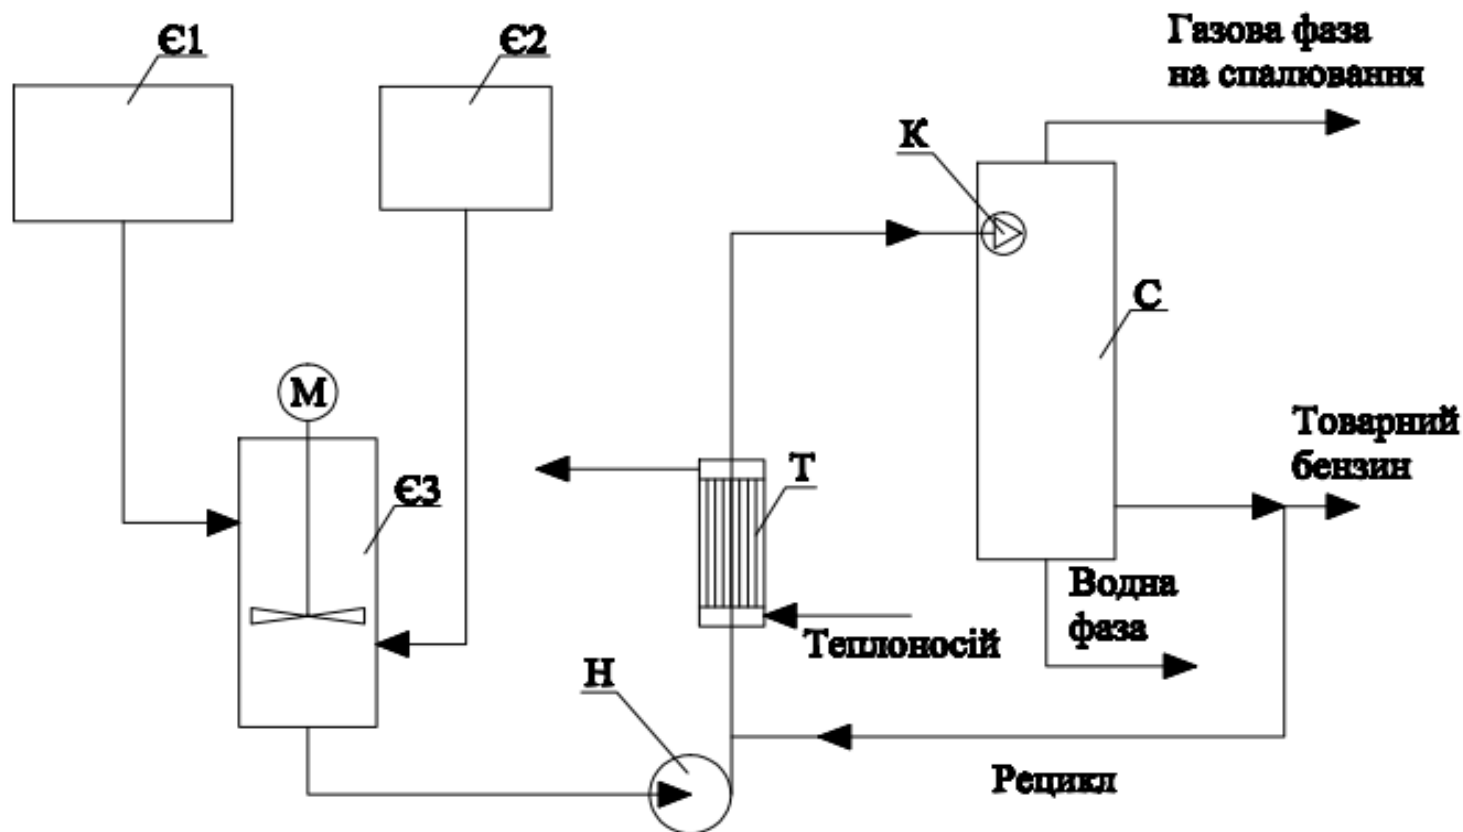 Є1
Є2
Газова фаза
на спалювання
К
С
М
Є3
Т
Товарний
бензин
Теплоносій
Водна
фаза
Н
Рецикл